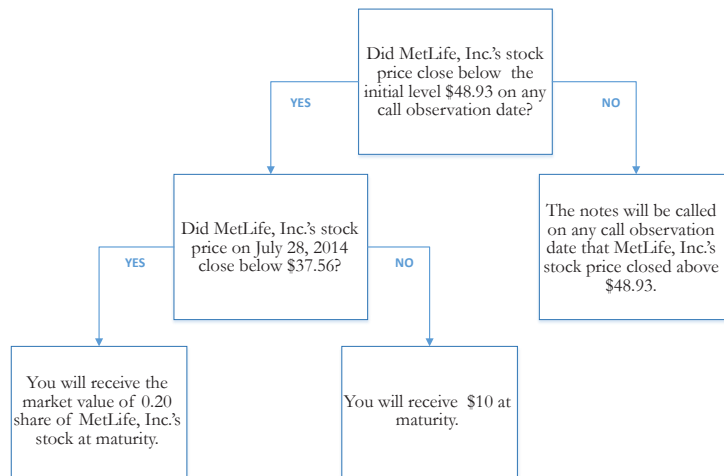 Did MetLife, Inc.'s stock
price close below the
initial level $48.93 on any
call observation date?
YES
NO
Did MetLife, Inc.'s stock
price on July 28, 2014
close below $37.56?
The notes will be called
on any call observation
date that MetLife, Inc.'s
stock price closed above
$48.93.
YES
NO
You will receive the
market value of 0.20
share of MetLife, Inc.'s
stock at maturity.
You will receive $10 at
maturity.